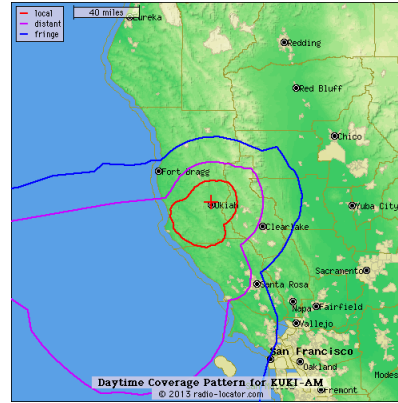 local
distant
fringe
40 miles
Eureka
Redding
Red Bluff
Chico
Fort Bragg
Ukiah
Yuba City
Clearlake
Sacramento
Santa Rosa
Napa
Fairfield
Vallejo
San Francisco
Oakland
Modes
Daytime Coverage Pattern for KUKI-AM
© 2013 radio-locator.com
Fremont